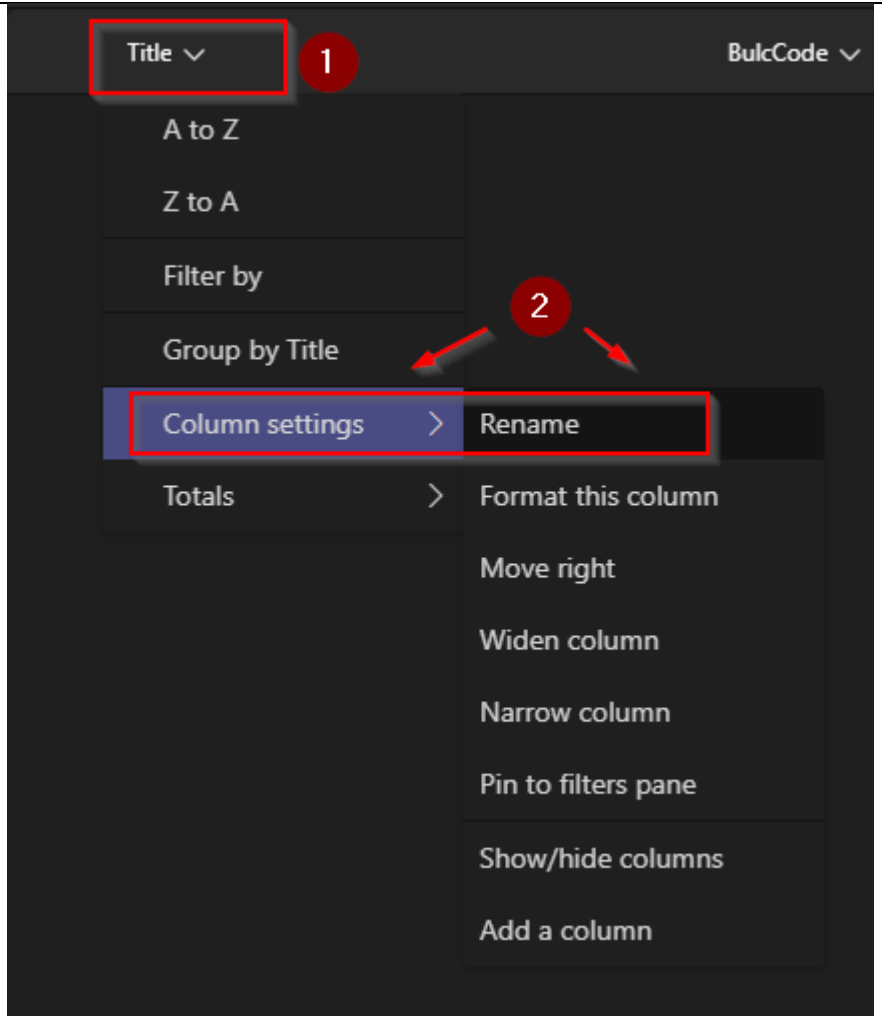 Title
1
BulcCode
A to Z
Z to A
Filter by
2
Group by Title
Column settings
Rename
Totals
Format this column
Move right
Widen column
Narrow column
Pin to filters pane
Show/hide columns
Add a column